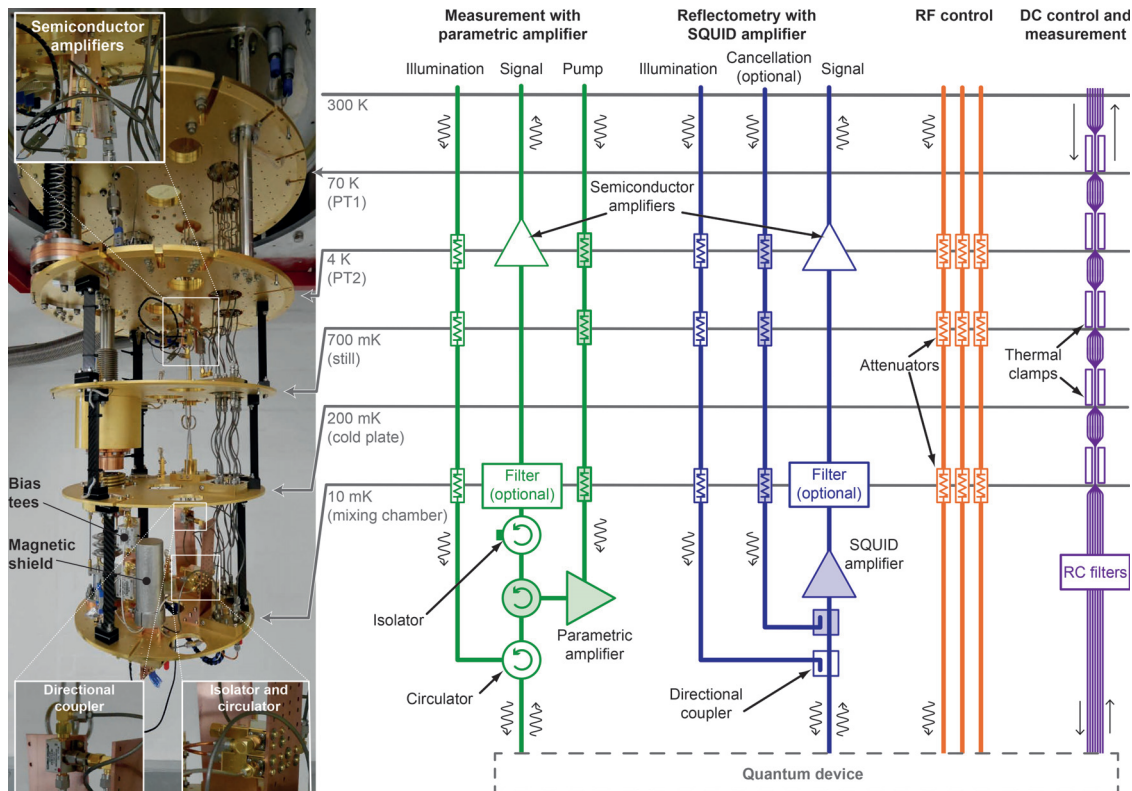 Semiconductor
amplifiers
Bias
tees
Magnetic
shield
Directional
coupler
Isolator and
circulator
Measurement with
parametric amplifier
Reflectometry with
SQUID amplifier
RF control
DC control and
measurement
Illumination
Signal
Pump
Illumination
Cancellation
(optional)
Signal
300 K
70 K
(PT1)
4 K
(PT2)
700 mK
(still)
200 mK
(cold plate)
10 mK
(mixing chamber)
Semiconductor
amplifiers
Attenuators
Thermal
clamps
Filter
(optional)
Filter
(optional)
Isolator
Parametric
amplifier
Circulator
SQUID
amplifier
Directional
coupler
RC filters
Quantum device